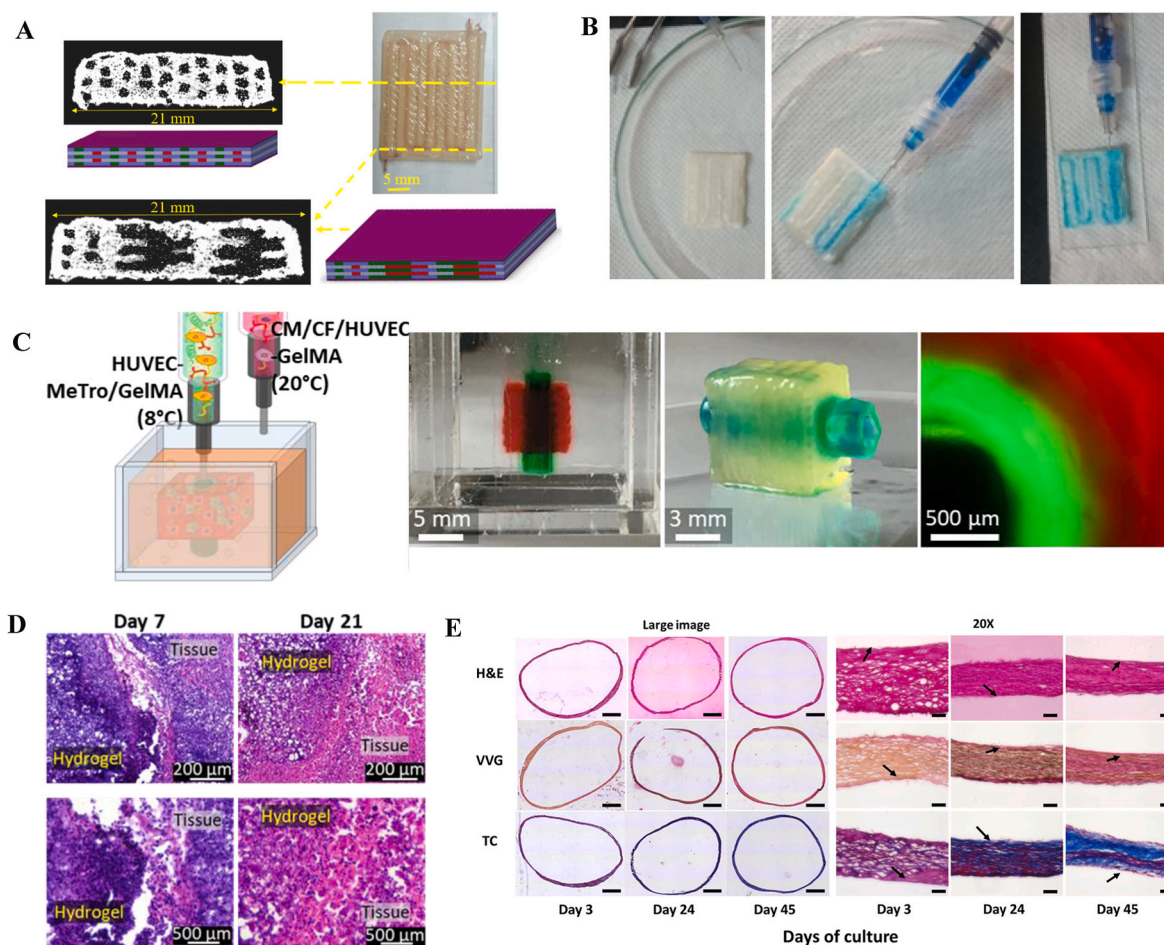 A
21 mm
5 mm
21 mm
B
C
HUVEC-
MeTro/GelMA
(8°C)
CM/CF/HUVEC
-GelMA
(20°C)
5 mm
3 mm
500 µm
D
Day 7
Day 21
Tissue
Hydrogel
200 µm
Hydrogel
Tissue
200 µm
Tissue
Hydrogel
500 µm
Hydrogel
Tissue
500 µm
E
Large image
20X
H&E
VVG
TC
Day 3
Day 24
Day 45
Day 3
Day 24
Day 45
Days of culture